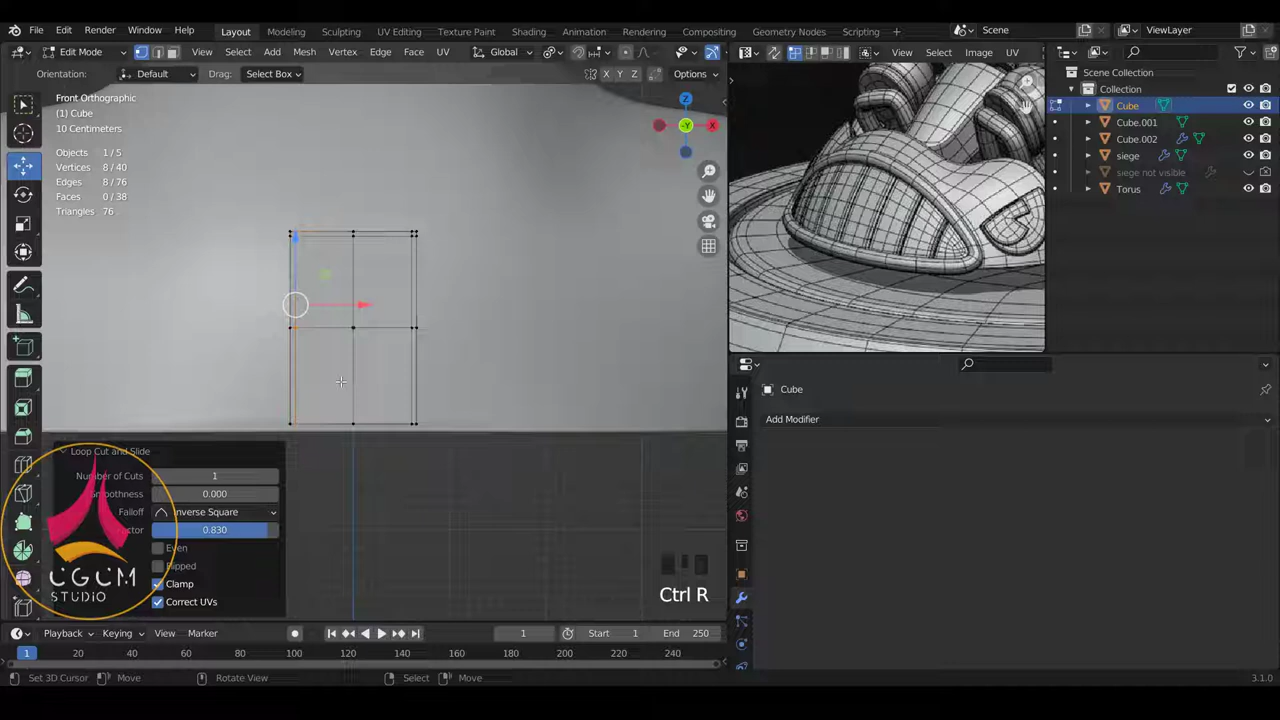 File Edit Render Window Help Layout Modeling Sculpting UV Editing Texture Paint Shading Animation Rendering Compositing Geometry Nodes Scripting Scene ViewLayer
Edit Mode View Select Add Mesh Vertex Edge Face UV Global View Select Image UV
Orientation: Default Drag: Select Box X Y Z Options
Scene Collection
Collection
Cube
Cube.001
Cube.002
siege
siege not visible
Torus
Front Orthographic
(1) Cube
10 Centimeters
Objects 1/5
Vertices 8/40
Edges 8/76
Faces 0/38
Triangles 76
Z
-Y
X
Cube
Add Modifier
Loop Cut and Slide
Number of Cuts 1
Smoothness 0.000
Falloff Inverse Square
Factor 0.830
Even
Flipped
Clamp
Correct UVs
CGCM
STUDIO
Ctrl R
Playback Keying View Marker 1 Start 1 End 250
1 20 40 60 80 100 120 140 160 180 200 220 240
Set 3D Cursor Move Rotate View Select Move 3.1.0